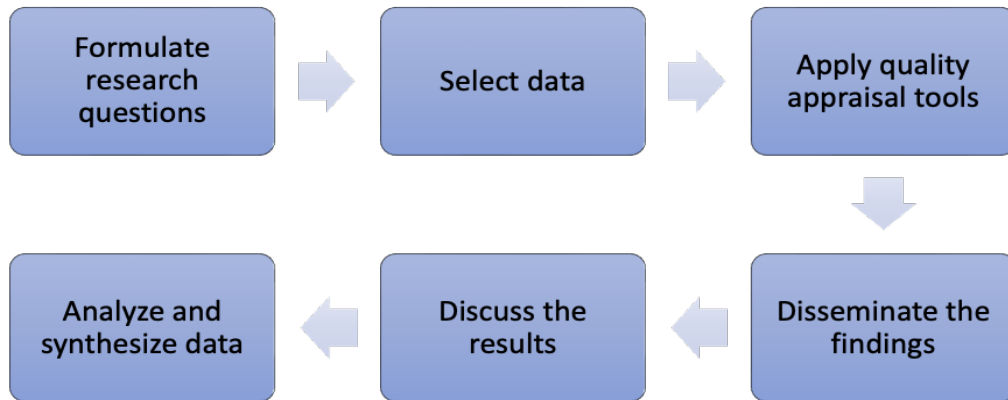 Formulate
research
questions
Select data
Apply quality
appraisal tools
Disseminate the
findings
Discuss the
results
Analyze and
synthesize data